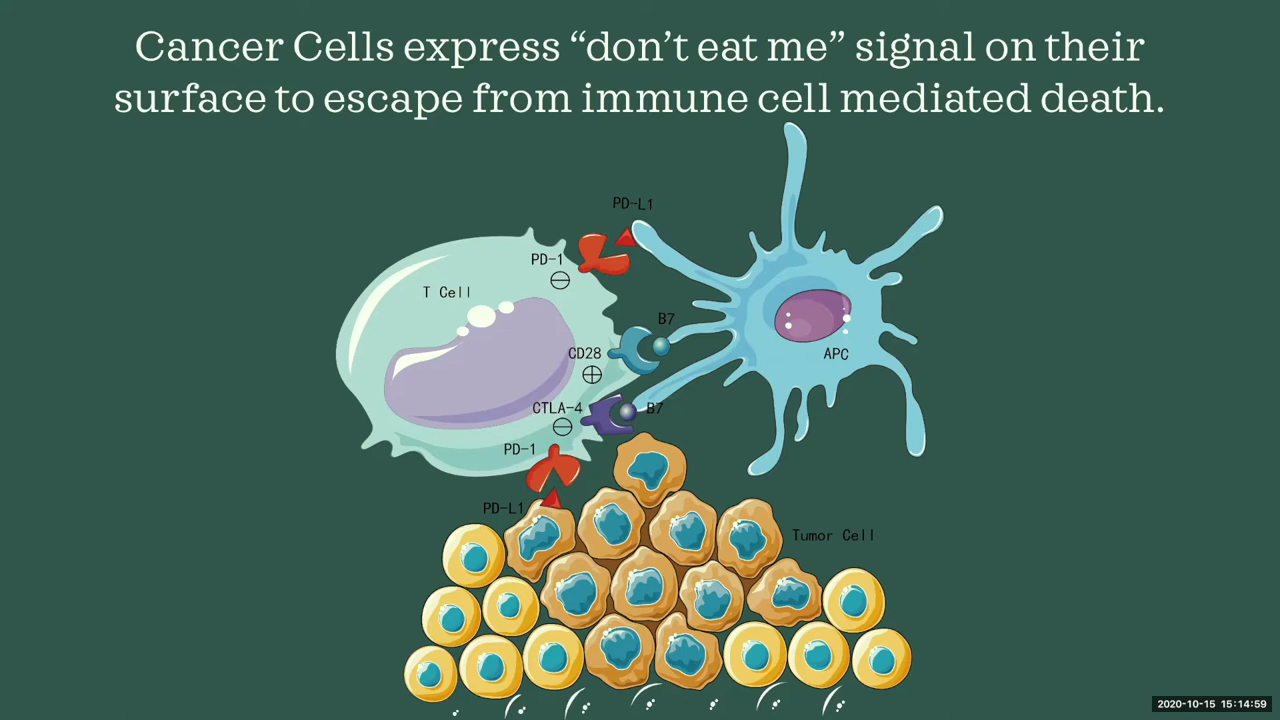 Cancer Cells express “don’t eat me” signal on their
surface to escape from immune cell mediated death.
PD-L1
PD-1
T Cell
B7
CD28
APC
CTLA-4
B7
PD-1
PD-L1
Tumor Cell
2020-10-15 15:14:59